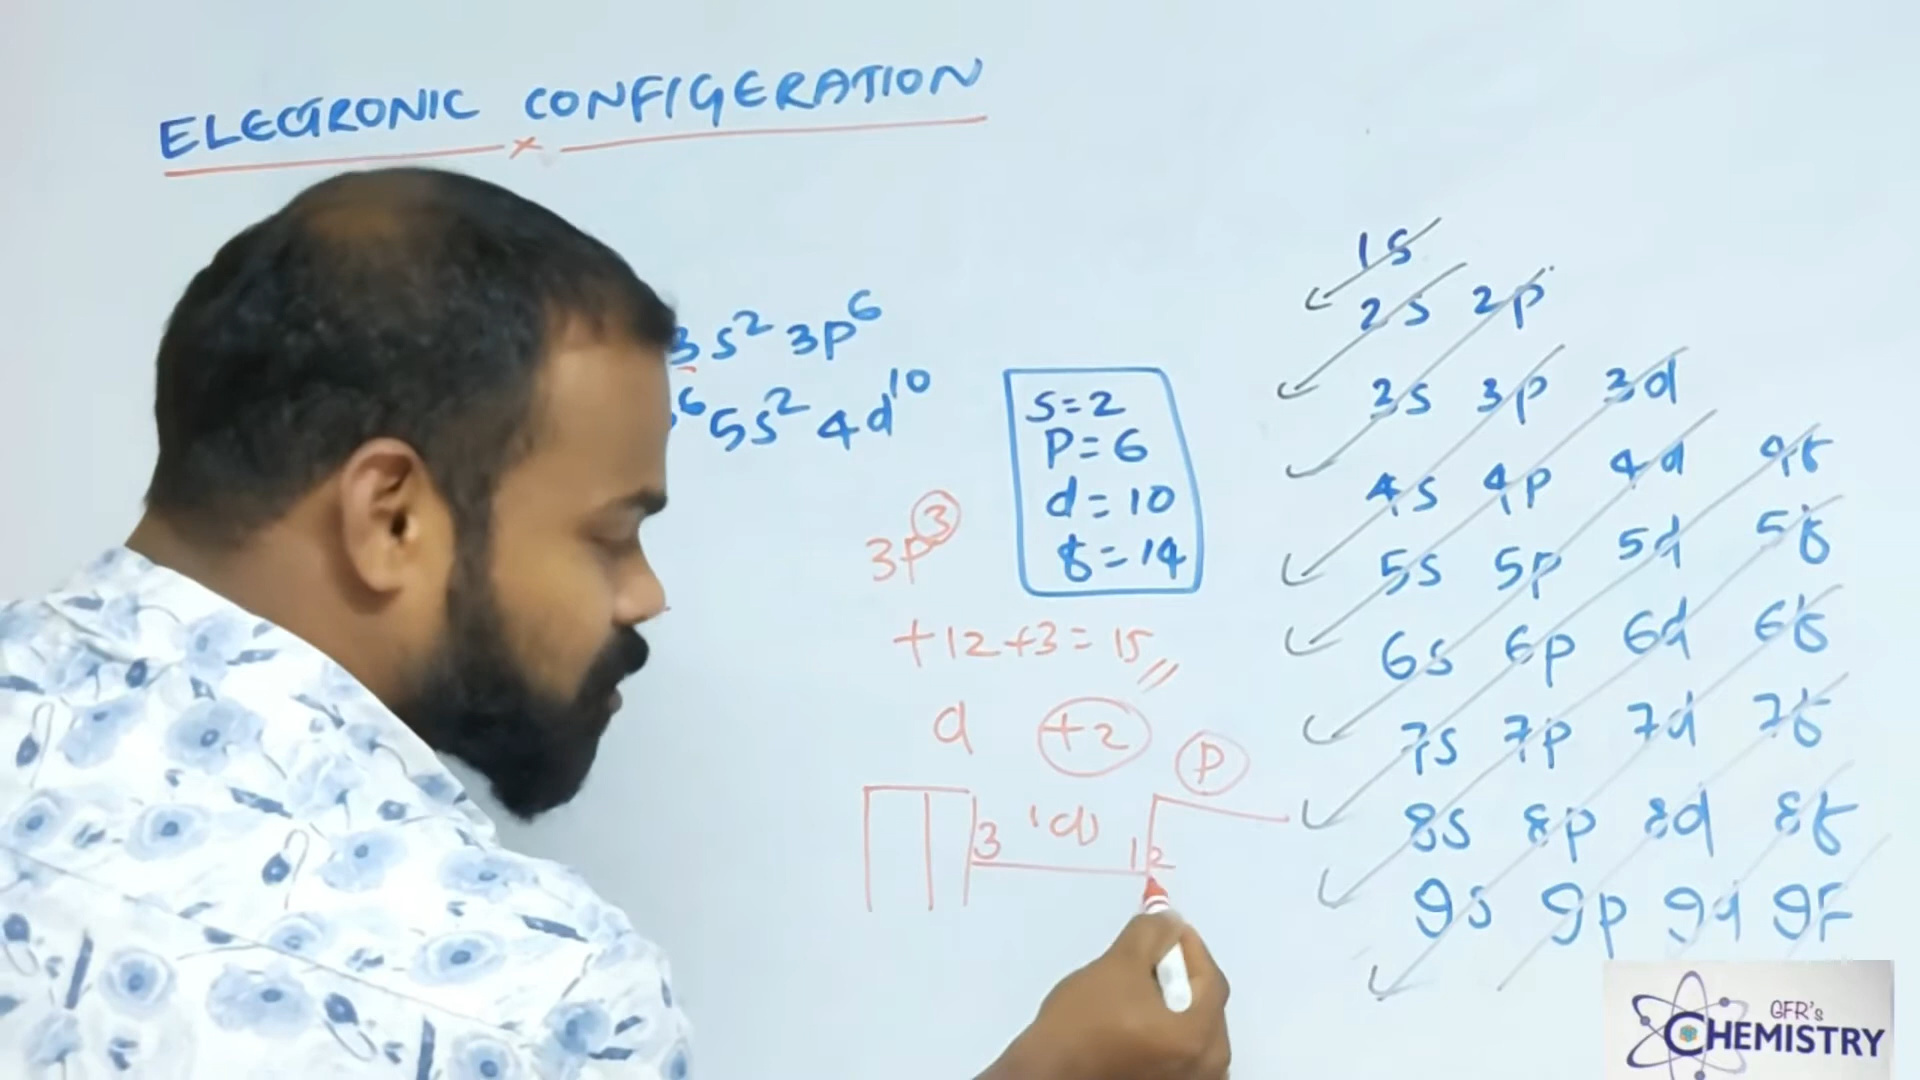 ELECTRONIC CONFIGERATION
3s² 3p⁶
⁶ 5s² 4d¹⁰
s=2
P=6
d=10
f=14
3p³
+12+3=15
d +2 P
3 'd' 12
1s
2s 2p
3s 3p 3d
4s 4p 4d 4f
5s 5p 5d 5f
6s 6p 6d 6f
7s 7p 7d 7f
8s 8p 8d 8f
9s 9p 9d 9F
GFR's
CHEMISTRY